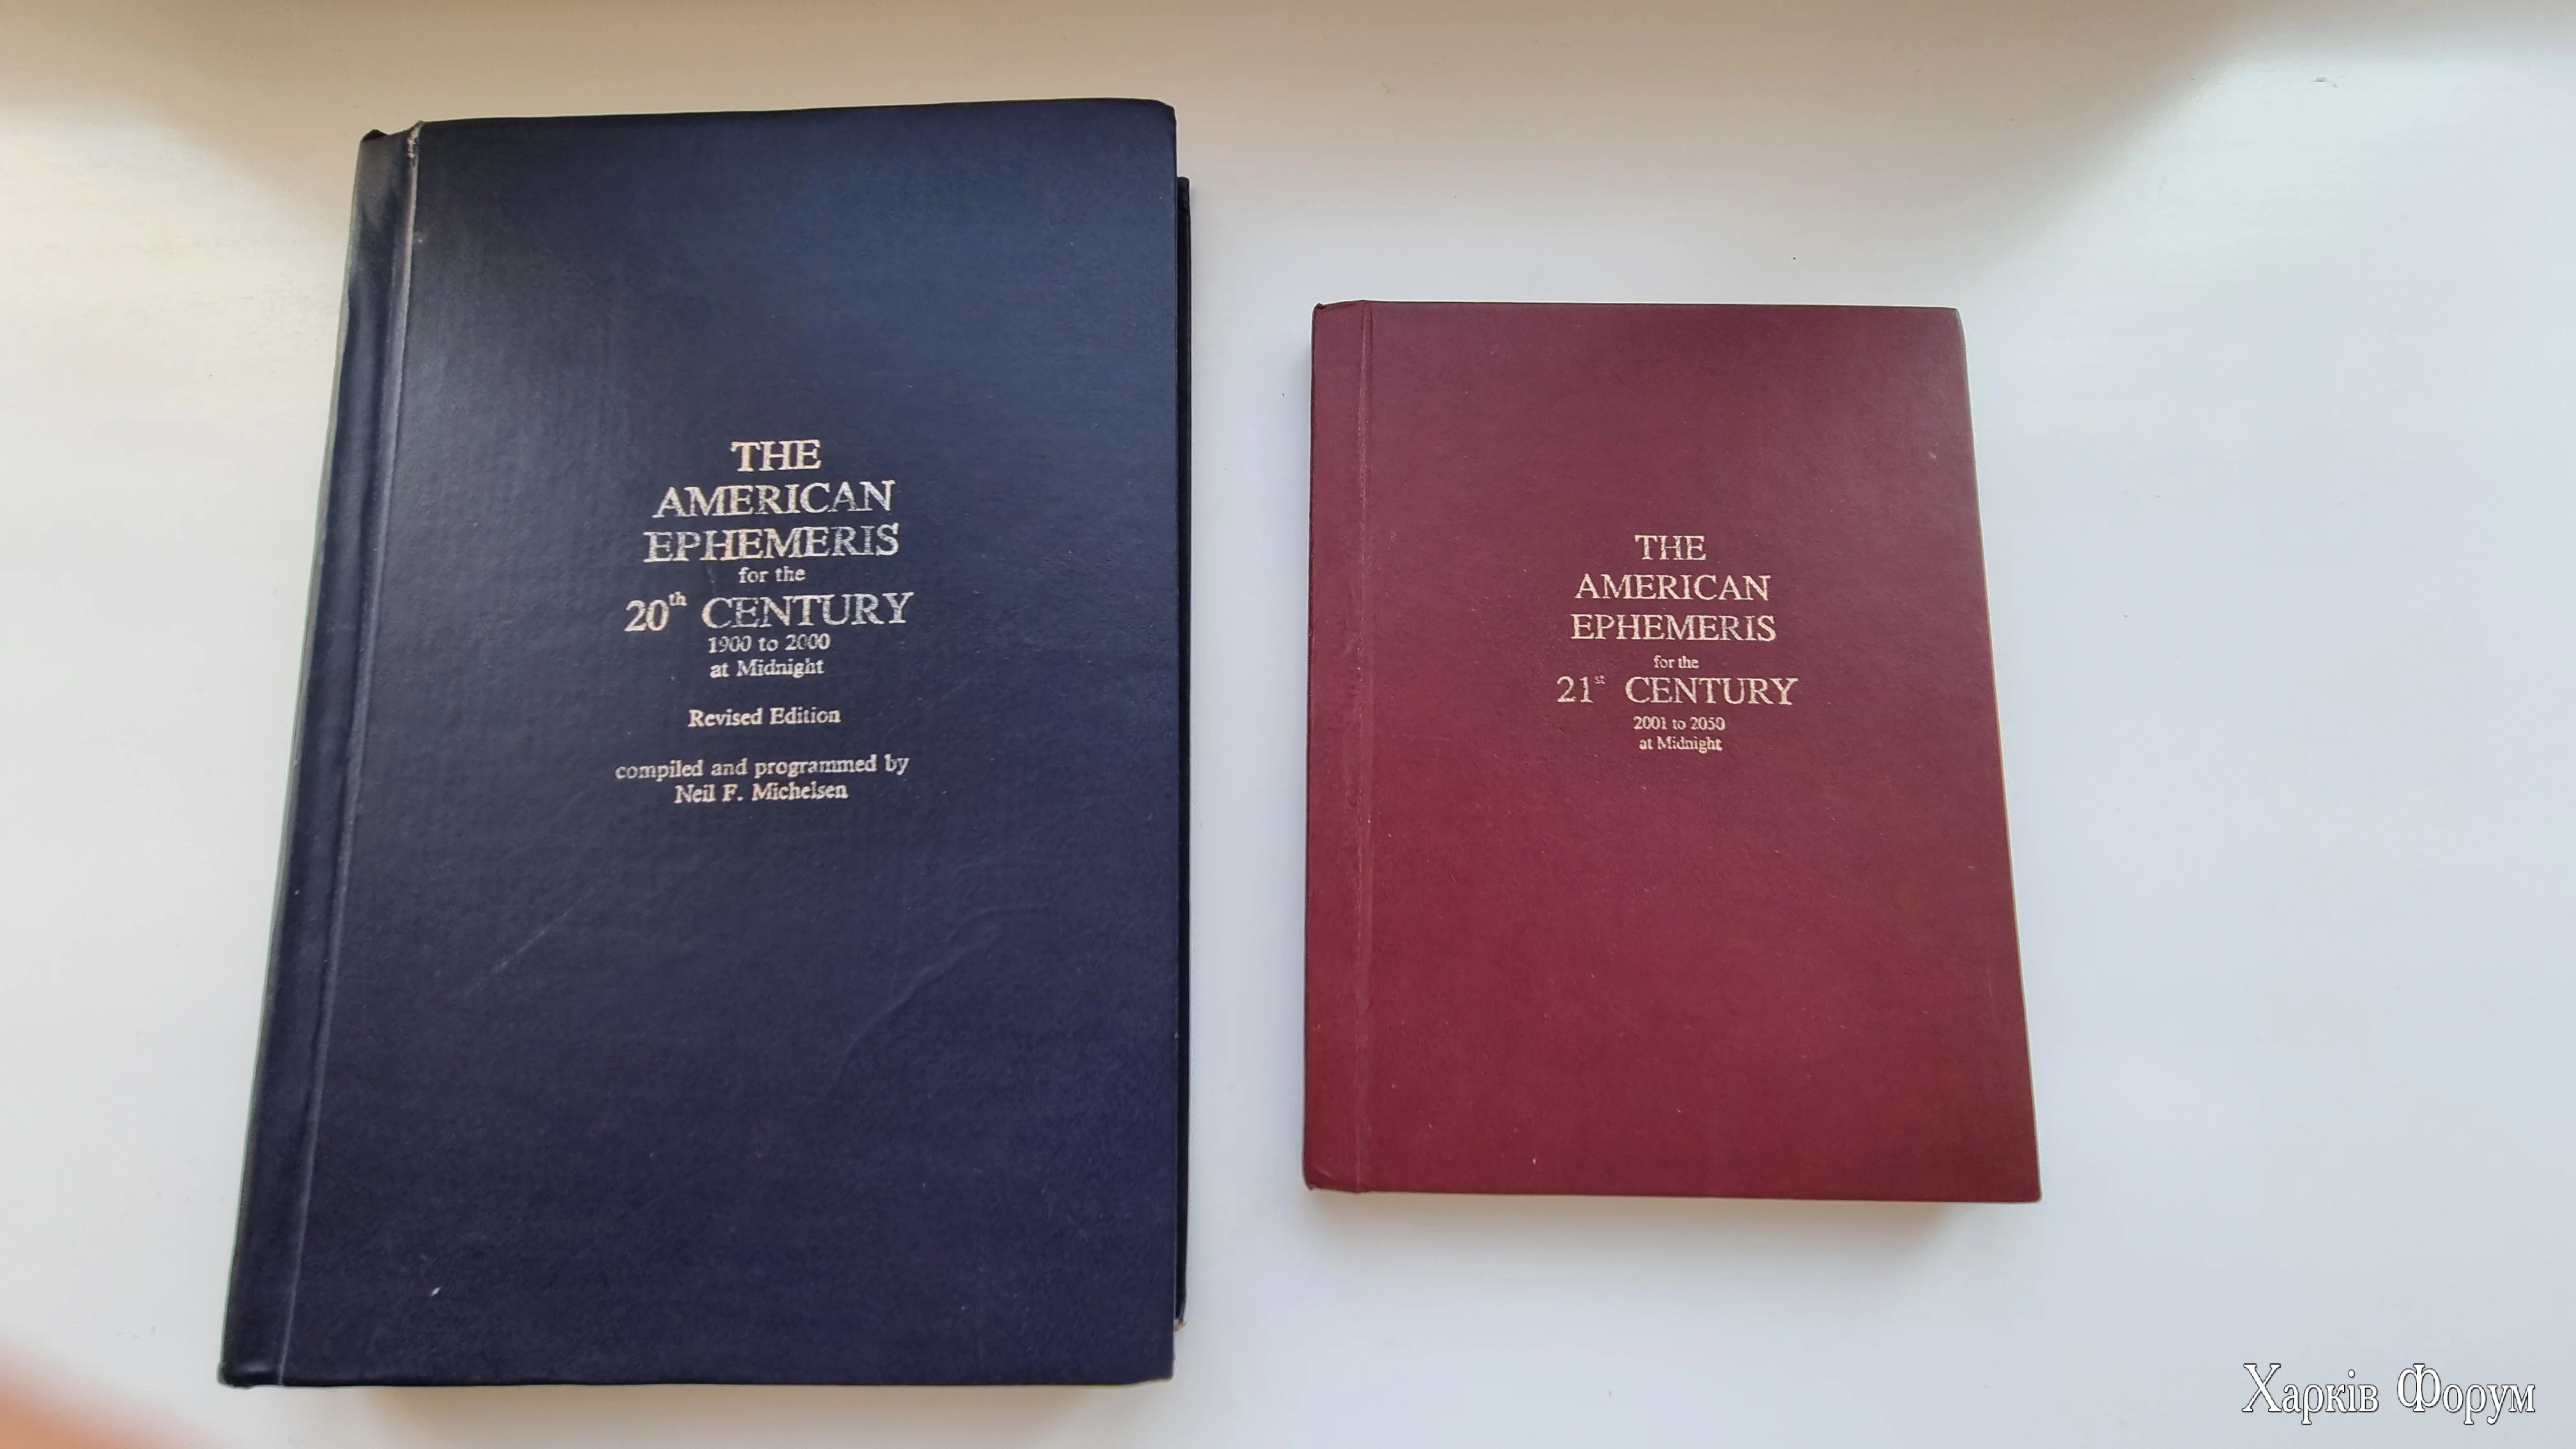 THE
AMERICAN
EPHEMERIS
for the
20th CENTURY
1900 to 2000
at Midnight
Revised Edition
compiled and programmed by
Neil F. Michelsen
THE
AMERICAN
EPHEMERIS
for the
21st CENTURY
2001 to 2050
at Midnight
Харків Форум